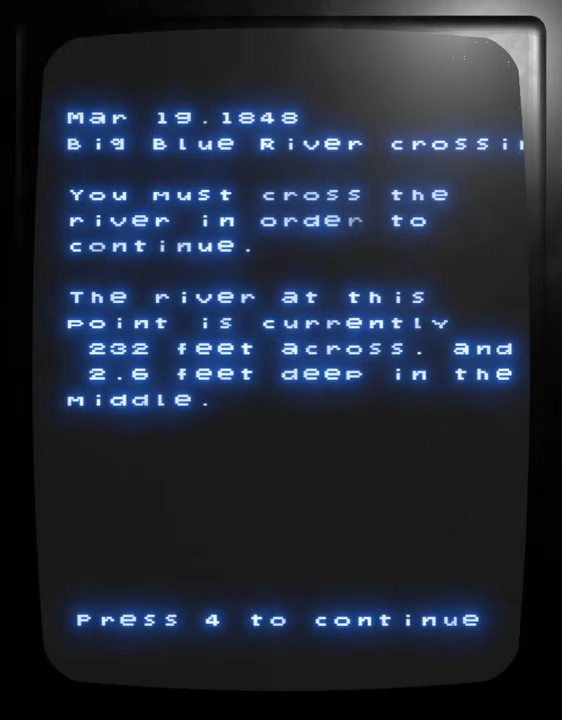 Mar 19.1848
Big Blue River crossin
You must cross the
river in order to
continue.
The river at this
point is currently
232 feet across. and
2.6 feet deep in the
middle.
Press 4 to continue